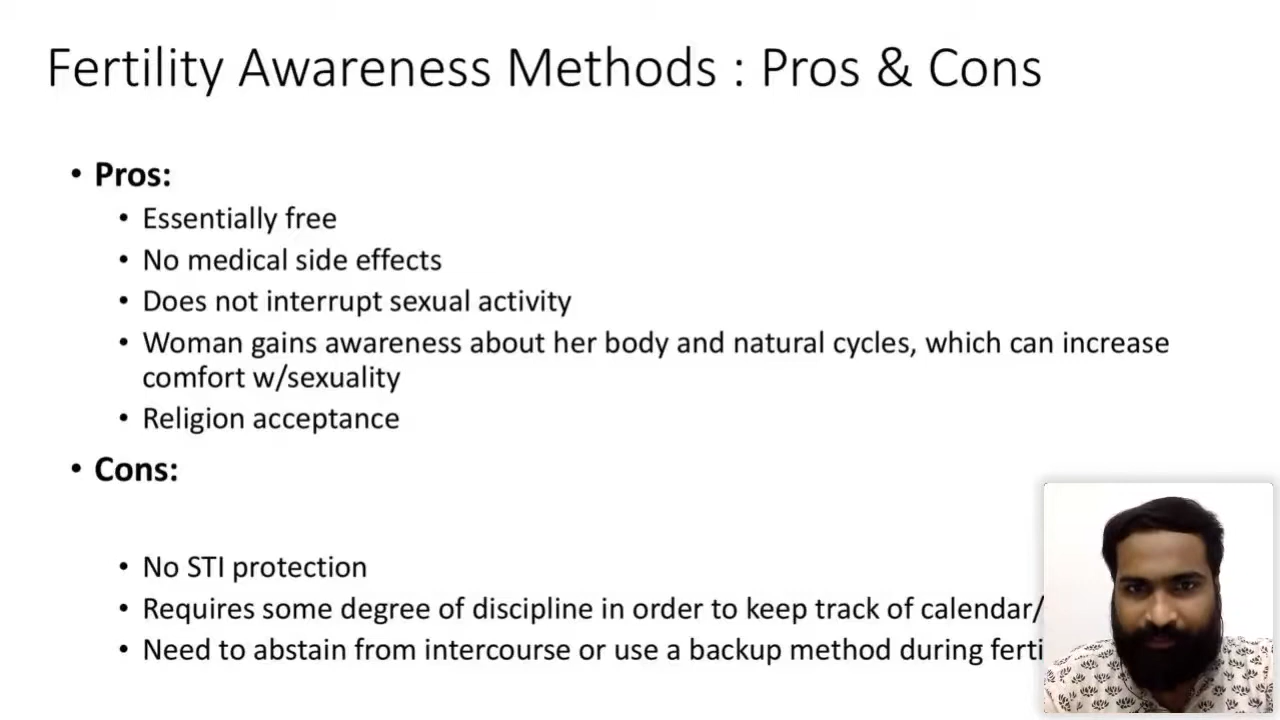 Fertility Awareness Methods : Pros & Cons
• Pros:
• Essentially free
• No medical side effects
• Does not interrupt sexual activity
• Woman gains awareness about her body and natural cycles, which can increase
comfort w/sexuality
• Religion acceptance
• Cons:
• No STI protection
• Requires some degree of discipline in order to keep track of calendar/
• Need to abstain from intercourse or use a backup method during